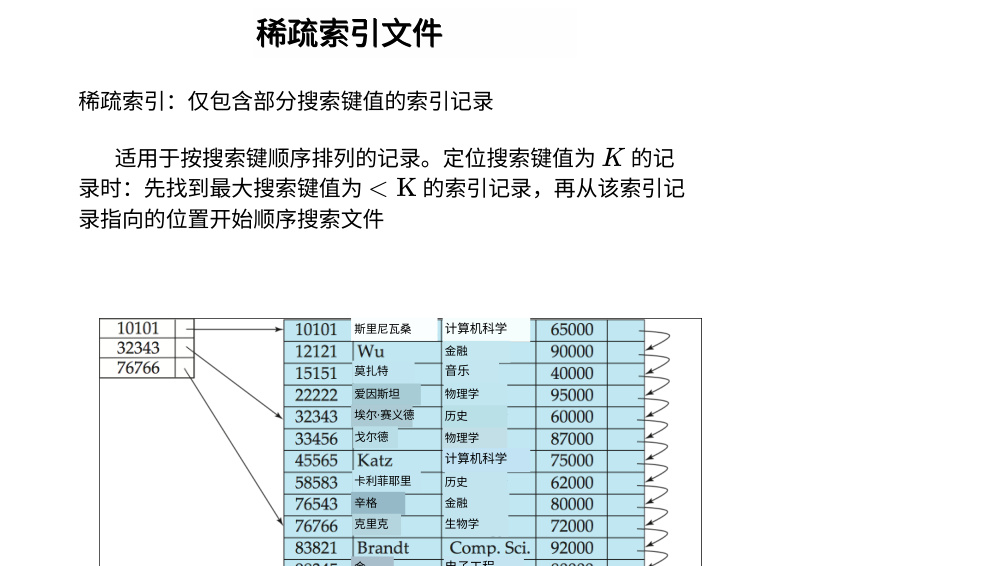 稀疏索引文件
稀疏索引：仅包含部分搜索键值的索引记录
适用于按搜索键顺序排列的记录。定位搜索键值为 K 的记
录时：先找到最大搜索键值为 < K 的索引记录，再从该索引记
录指向的位置开始顺序搜索文件
10101
32343
76766
10101 斯里尼瓦桑 计算机科学 65000
12121 Wu 金融 90000
15151 莫扎特 音乐 40000
22222 爱因斯坦 物理学 95000
32343 埃尔·赛义德 历史 60000
33456 戈尔德 物理学 87000
45565 Katz 计算机科学 75000
58583 卡利菲耶里 历史 62000
76543 辛格 金融 80000
76766 克里克 生物学 72000
83821 Brandt Comp. Sci. 92000